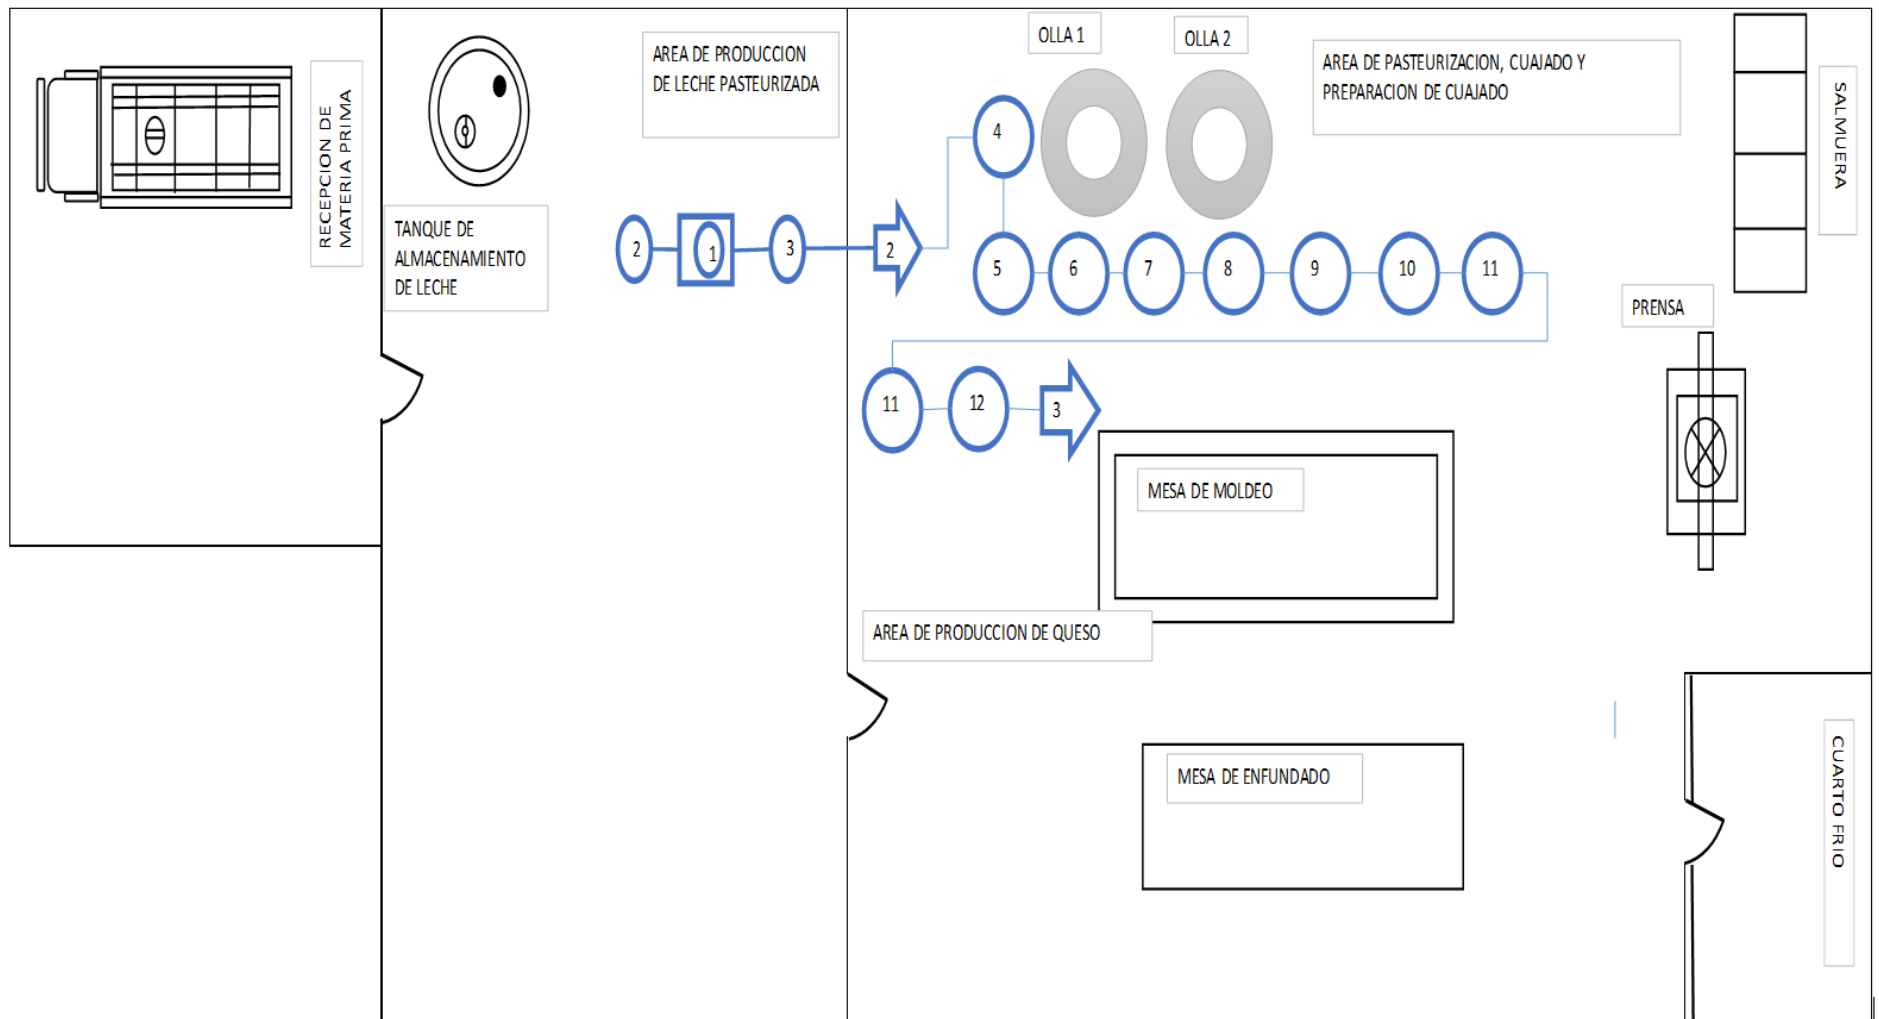 RECEPCION DE
MATERIA PRIMA
TANQUE DE
ALMACENAMIENTO
DE LECHE
AREA DE PRODUCCION
DE LECHE PASTEURIZADA
2
1
3
2
OLLA 1
OLLA 2
AREA DE PASTEURIZACION, CUAJADO Y
PREPARACION DE CUAJADO
4
5
6
7
8
9
10
11
11
12
3
SALMUERA
PRENSA
MESA DE MOLDEO
AREA DE PRODUCCION DE QUESO
MESA DE ENFUNDADO
CUARTO FRIO